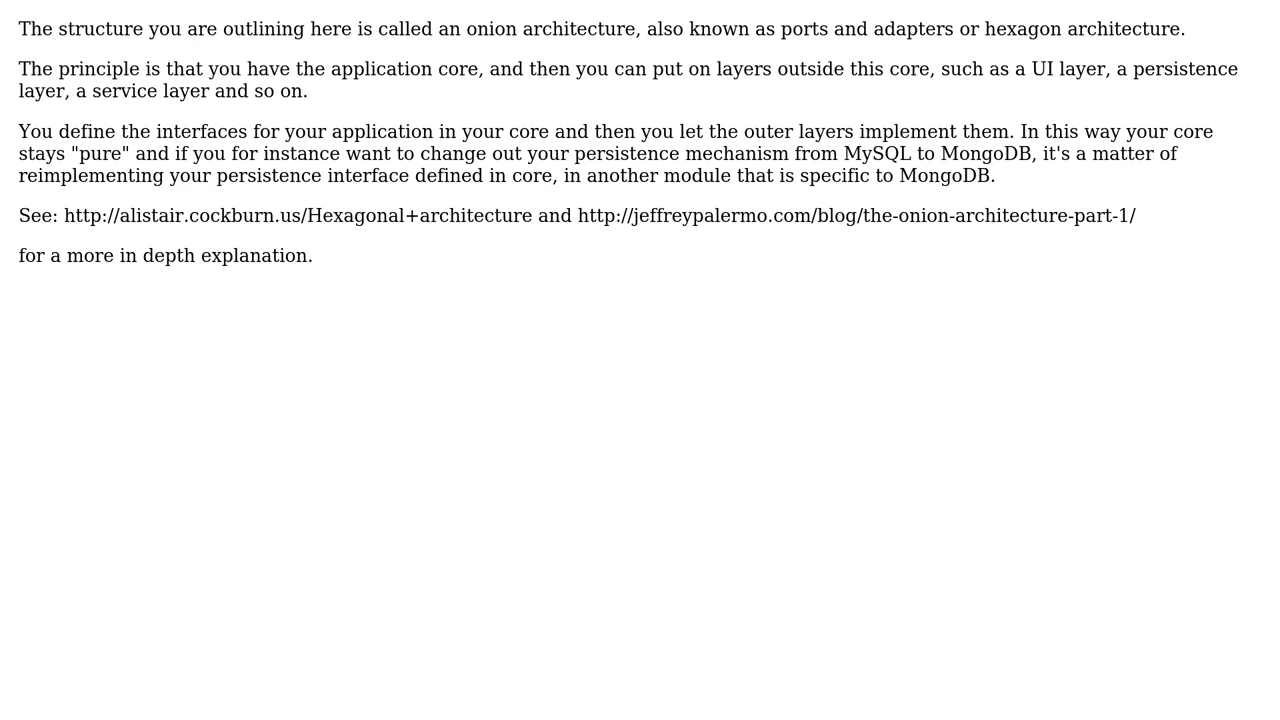 The structure you are outlining here is called an onion architecture, also known as ports and adapters or hexagon architecture.
The principle is that you have the application core, and then you can put on layers outside this core, such as a UI layer, a persistence
layer, a service layer and so on.
You define the interfaces for your application in your core and then you let the outer layers implement them. In this way your core
stays "pure" and if you for instance want to change out your persistence mechanism from MySQL to MongoDB, it's a matter of
reimplementing your persistence interface defined in core, in another module that is specific to MongoDB.
See: http://alistair.cockburn.us/Hexagonal+architecture and http://jeffreypalermo.com/blog/the-onion-architecture-part-1/
for a more in depth explanation.